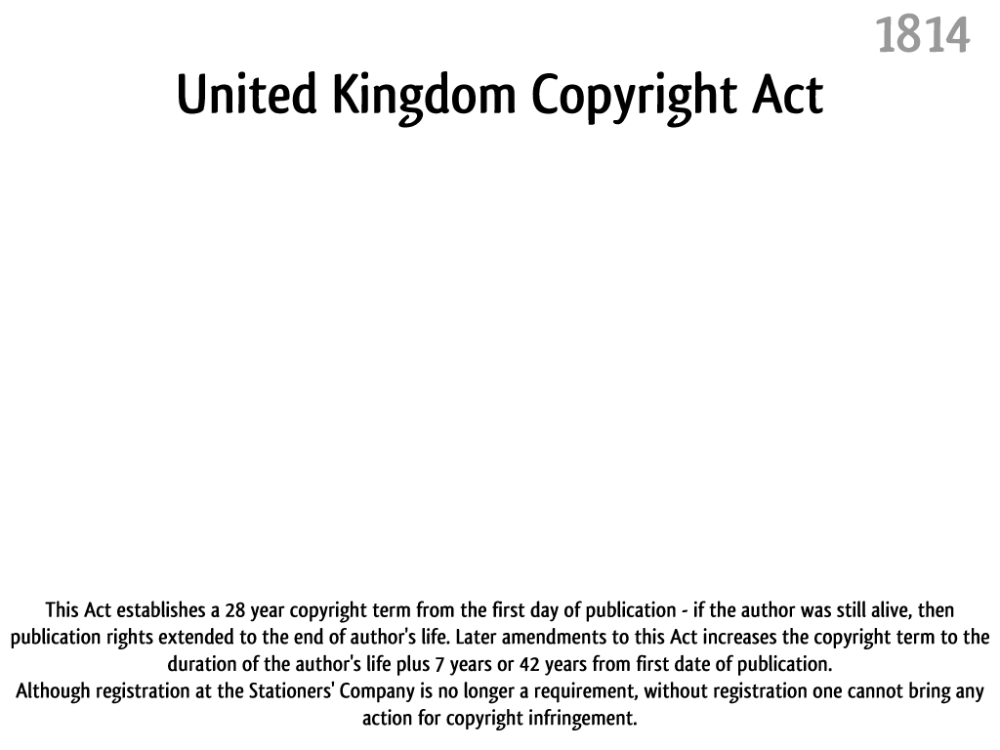 1814
United Kingdom Copyright Act
This Act establishes a 28 year copyright term from the first day of publication - if the author was still alive, then
publication rights extended to the end of author's life. Later amendments to this Act increases the copyright term to the
duration of the author's life plus 7 years or 42 years from first date of publication.
Although registration at the Stationers' Company is no longer a requirement, without registration one cannot bring any
action for copyright infringement.